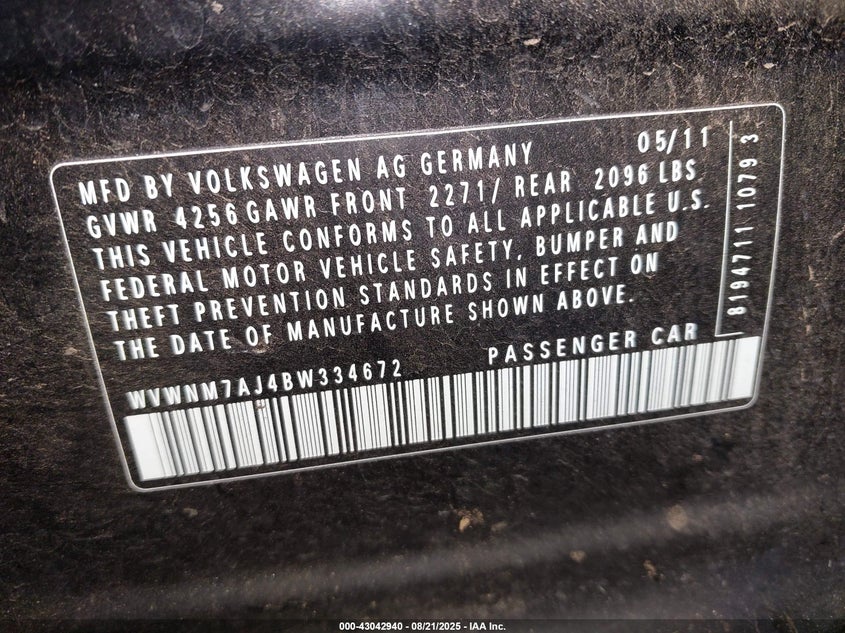 MFD BY VOLKSWAGEN AG GERMANY 05/11
GVWR 4256 GAWR FRONT 2271/ REAR 2096 LBS
THIS VEHICLE CONFORMS TO ALL APPLICABLE U.S.
FEDERAL MOTOR VEHICLE SAFETY, BUMPER AND
THEFT PREVENTION STANDARDS IN EFFECT ON
THE DATE OF MANUFACTURE SHOWN ABOVE.
WVWNM7AJ4BW334672 PASSENGER CAR
8194711 1079 3
000-43042940 - 08/21/2025 - IAA Inc.